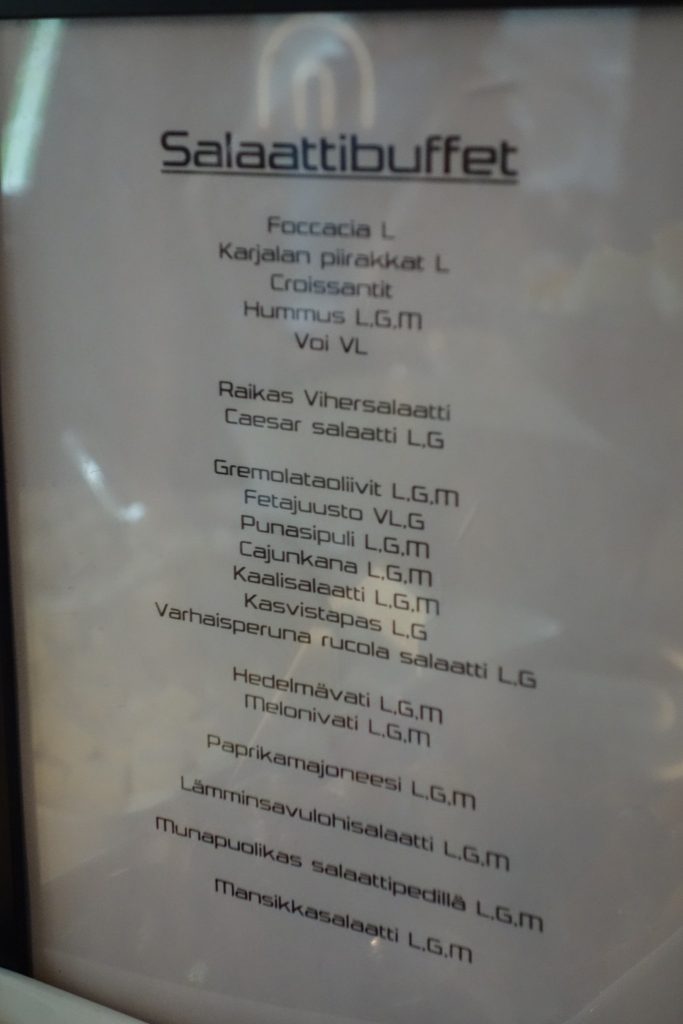 Salaattibuffet
Foccacia L
Karjalan piirakkat L
Croissantit
Hummus L,G,M
Voi VL
Raikas Vihersalaatti
Caesar salaatti L,G
Gremolataoliivit L,G,M
Fetajuusto VL,G
Punasipuli L,G,M
Cajunkana L,G,M
Kaalisalaatti L,G,M
Kasvistapas L,G
Varhaisperuna rucola salaatti L,G
Hedelmävati L,G,M
Melonivati L,G,M
Paprikamajoneesi L,G,M
Lämminsavulohisalaatti L,G,M
Munapuolikas salaattipedillä L,G,M
Mansikkasalaatti L,G,M